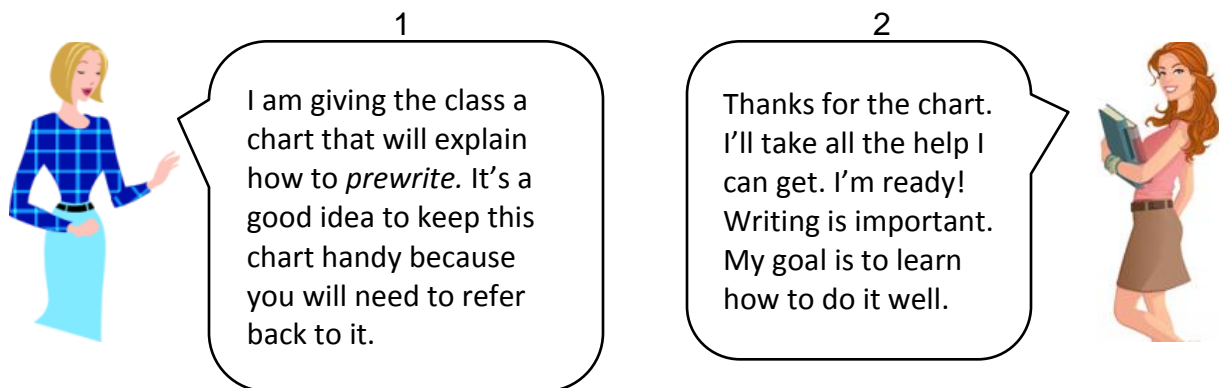 1
I am giving the class a
chart that will explain
how to prewrite. It’s a
good idea to keep this
chart handy because
you will need to refer
back to it.
2
Thanks for the chart.
I’ll take all the help I
can get. I’m ready!
Writing is important.
My goal is to learn
how to do it well.